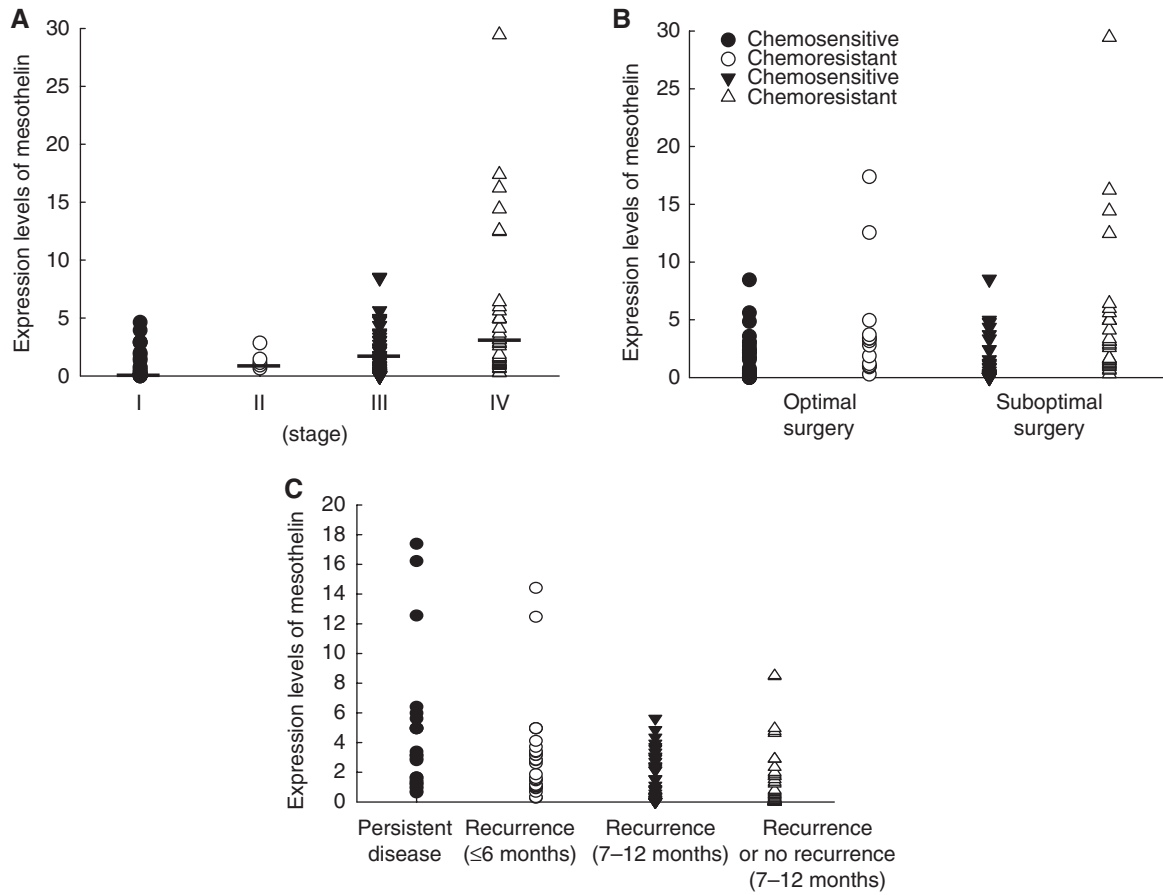 A
Expression levels of mesothelin
30
25
20
15
10
5
0
I II III IV
(stage)
B
Expression levels of mesothelin
30
25
20
15
10
5
0
Chemosensitive
Chemoresistant
Chemosensitive
Chemoresistant
Optimal
surgery
Suboptimal
surgery
C
Expression levels of mesothelin
20
18
16
14
12
10
8
6
4
2
0
Persistent
disease
Recurrence
(≤6 months)
Recurrence
(7–12 months)
Recurrence
or no recurrence
(7–12 months)